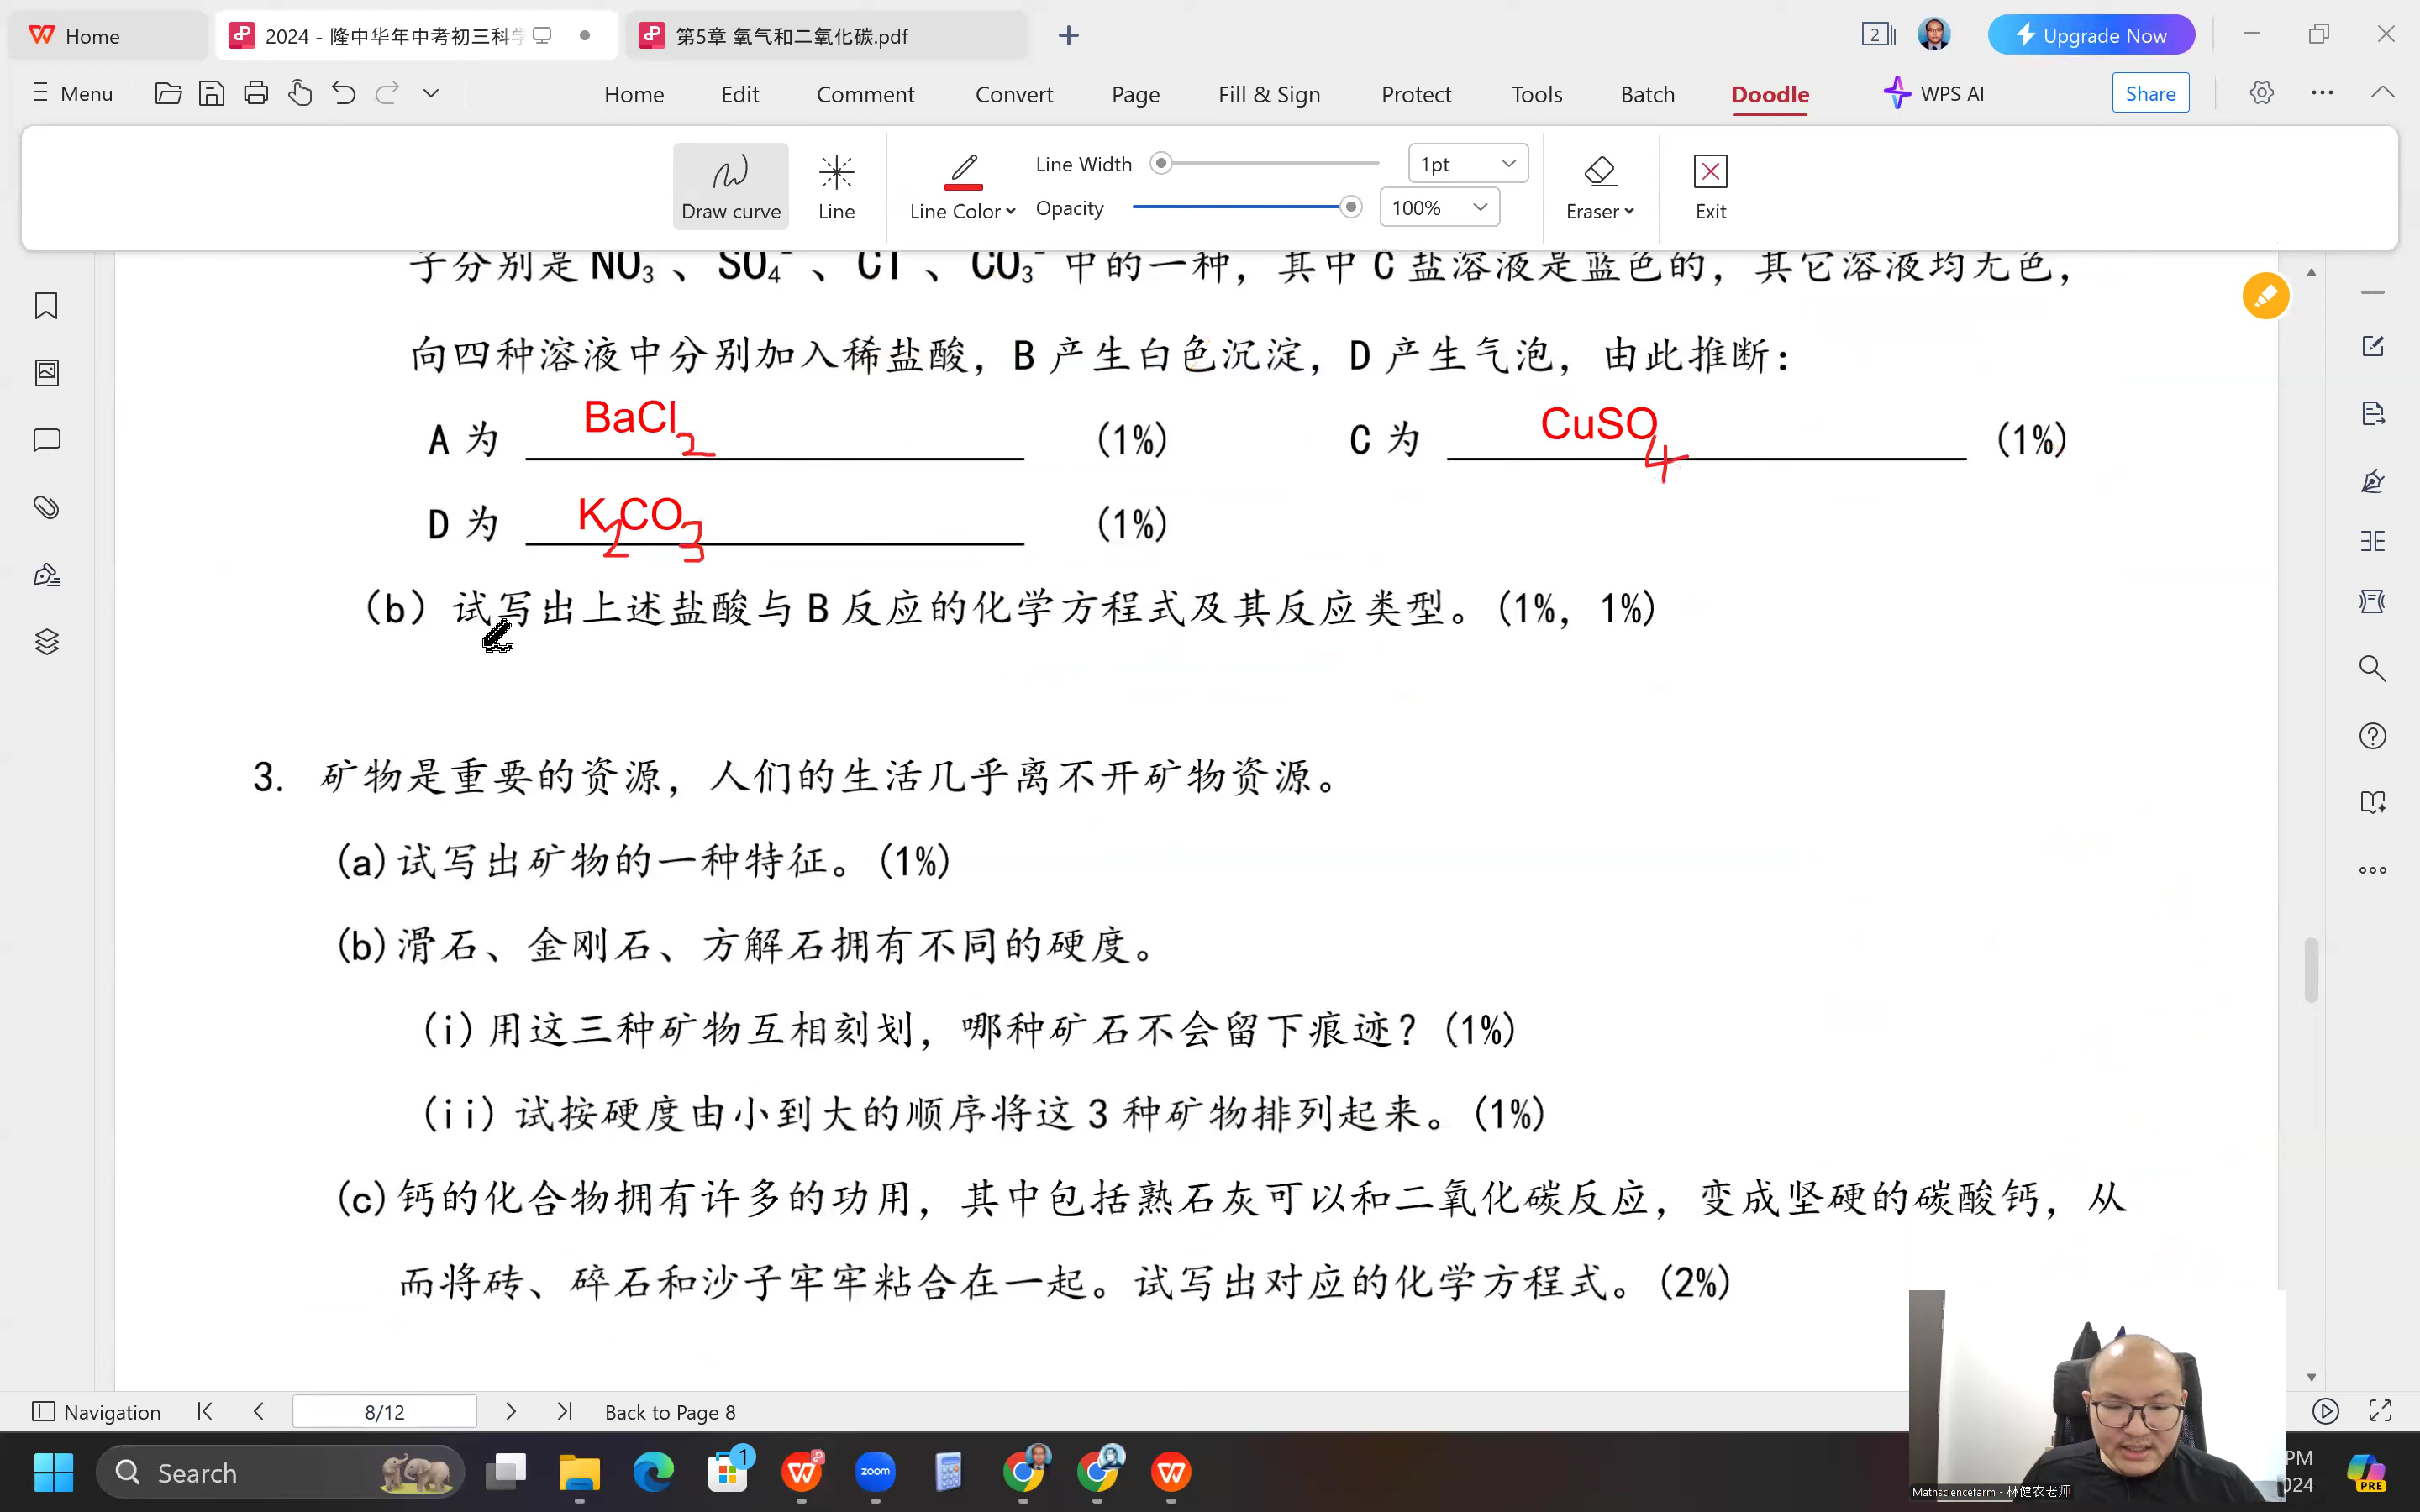 Home
2024 - 隆中华年中考初三科学
第5章 氧气和二氧化碳.pdf
2
Upgrade Now
Menu
Home Edit Comment Convert Page Fill & Sign Protect Tools Batch Doodle WPS AI Share
Draw curve
Line
Line Color
Line Width 1pt
Opacity 100%
Eraser
Exit
子分别是 NO₃ 、 SO₄²⁻ 、 Cl 、 CO₃ 中的一种，其中 C 盐溶液是蓝色的，其它溶液均无色，
向四种溶液中分别加入稀盐酸，B 产生白色沉淀，D 产生气泡，由此推断：
A 为 BaCl₂ (1%) C 为 CuSO₄ (1%)
D 为 K₂CO₃ (1%)
(b) 试写出上述盐酸与 B 反应的化学方程式及其反应类型。(1%, 1%)
3. 矿物是重要的资源，人们的生活几乎离不开矿物资源。
(a) 试写出矿物的一种特征。(1%)
(b) 滑石、金刚石、方解石拥有不同的硬度。
(i) 用这三种矿物互相刻划，哪种矿石不会留下痕迹？(1%)
(ii) 试按硬度由小到大的顺序将这 3 种矿物排列起来。(1%)
(c) 钙的化合物拥有许多的功用，其中包括熟石灰可以和二氧化碳反应，变成坚硬的碳酸钙，从
而将砖、碎石和沙子牢牢粘合在一起。试写出对应的化学方程式。(2%)
Mathsciencefarm - 林健农老师
Navigation 8/12 Back to Page 8
Search
1
zoom
PM
024
PRE